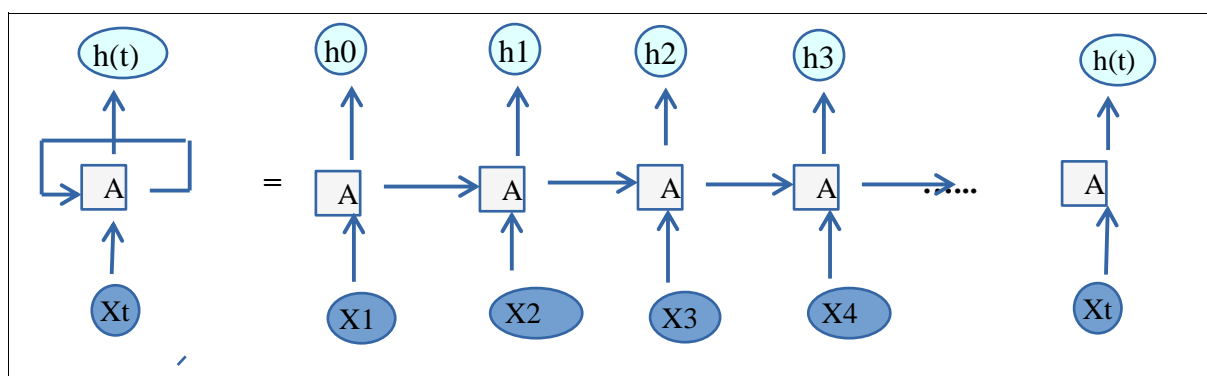 h(t) h0 h1 h2 h3 h(t)
A = A A A A ....... A
Xt X1 X2 X3 X4 Xt